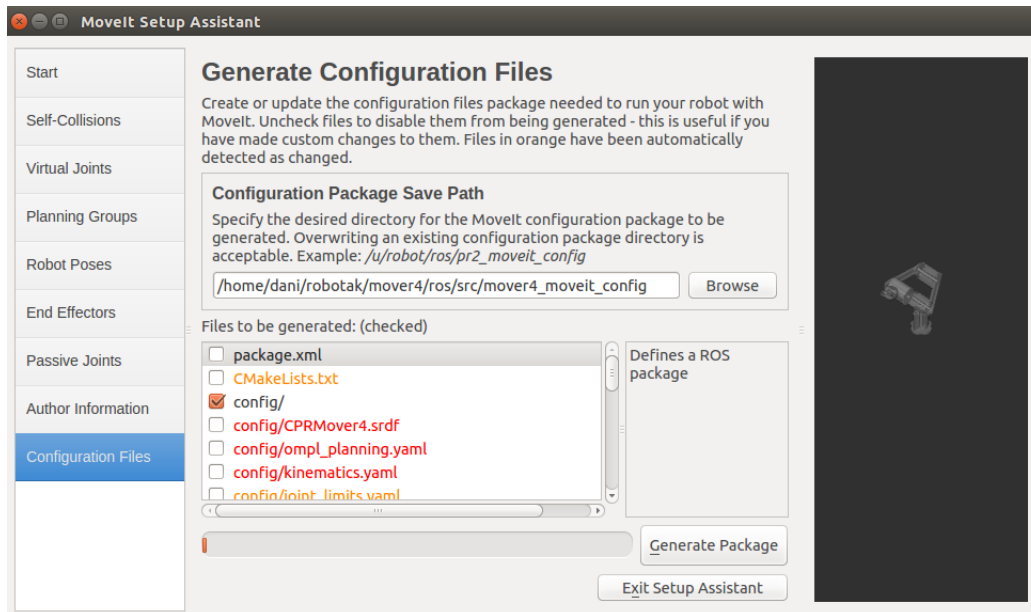 MoveIt Setup Assistant
Start
Self-Collisions
Virtual Joints
Planning Groups
Robot Poses
End Effectors
Passive Joints
Author Information
Configuration Files
Generate Configuration Files
Create or update the configuration files package needed to run your robot with
MoveIt. Uncheck files to disable them from being generated - this is useful if you
have made custom changes to them. Files in orange have been automatically
detected as changed.
Configuration Package Save Path
Specify the desired directory for the MoveIt configuration package to be
generated. Overwriting an existing configuration package directory is
acceptable. Example: /u/robot/ros/pr2_moveit_config
/home/dani/robotak/mover4/ros/src/mover4_moveit_config
Browse
Files to be generated: (checked)
package.xml
CMakeLists.txt
config/
config/CPRMover4.srdf
config/ompl_planning.yaml
config/kinematics.yaml
config/joint_limits.yaml
Defines a ROS
package
Generate Package
Exit Setup Assistant